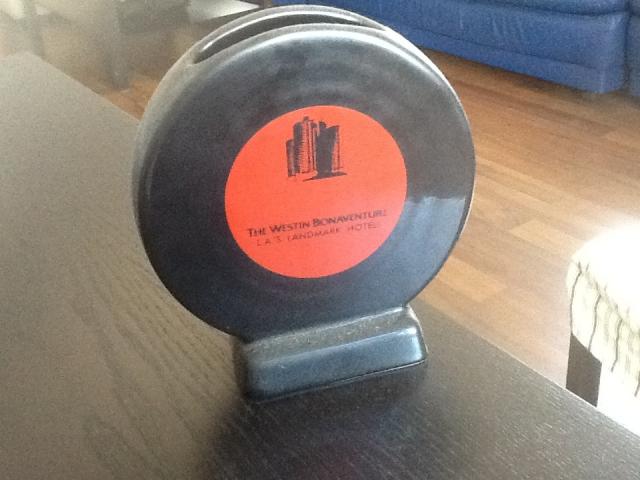 THE WESTIN BONAVENTURE
L.A.'S LANDMARK HOTEL